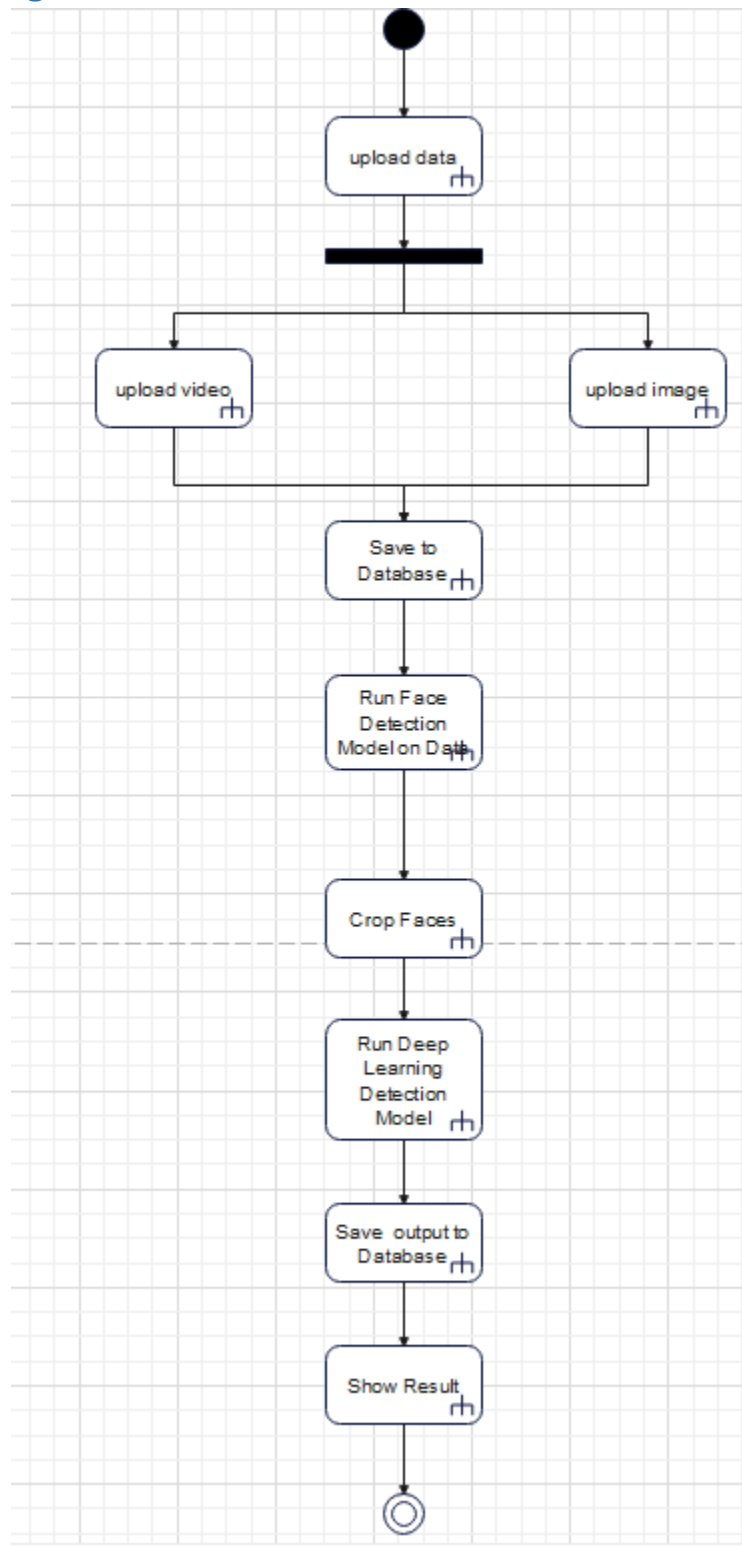 upload data
upload video
upload image
Save to
Database
Run Face
Detection
Model on Data
Crop Faces
Run Deep
Learning
Detection
Model
Save output to
Database
Show Result